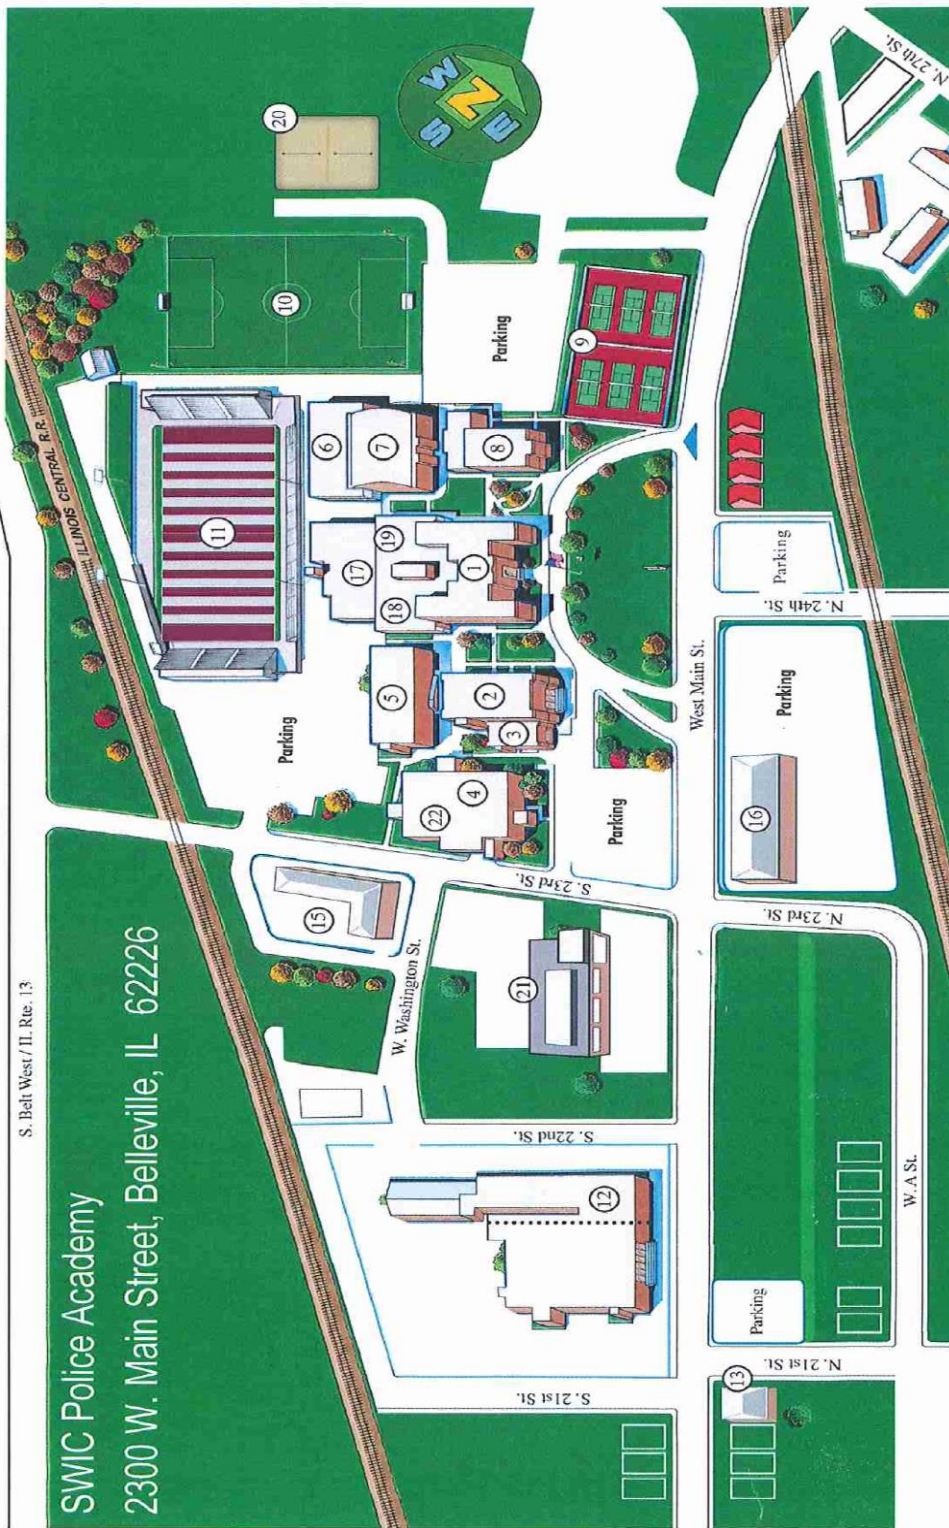 S. Belt West / Il. Rte. 13
SWIC Police Academy
2300 W. Main Street, Belleville, IL 62226
ILLINOIS CENTRAL R.R.
20
W
S
N
E
10
11
6
7
8
9
Parking
17
19
18
1
5
2
3
4
22
Parking
Parking
15
21
16
12
13
W. Washington St.
S. 23rd St.
N. 23rd St.
S. 22nd St.
S. 21st St.
N. 21st St.
West Main St.
N. 24th St.
Parking
Parking
Parking
W. A St.
N. 27th St.